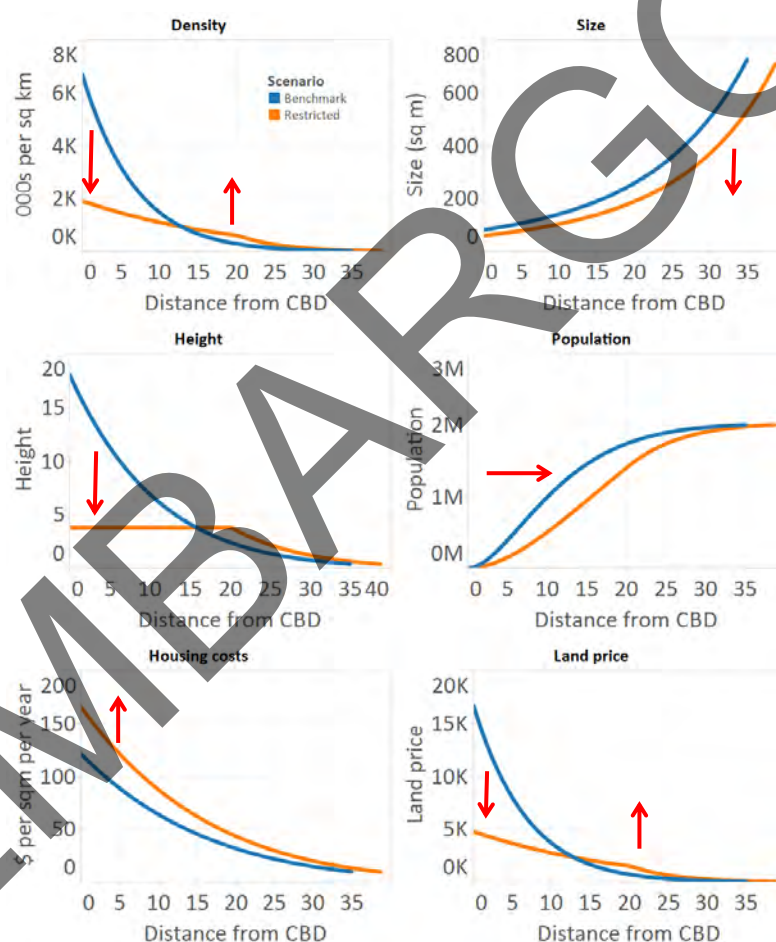 Density
8K
6K
4K
2K
0K
000s per sq km
Scenario
Benchmark
Restricted
0 5 10 15 20 25 30 35
Distance from CBD
Size
800
600
400
200
0
Size (sq m)
0 5 10 15 20 25 30 35
Distance from CBD
Height
20
15
10
5
0
Height
0 5 10 15 20 25 30 35 40
Distance from CBD
Population
3M
2M
1M
0M
Population
0 5 10 15 20 25 30 35
Distance from CBD
Housing costs
200
150
100
50
0
$ per sqm per year
0 5 10 15 20 25 30 35
Distance from CBD
Land price
20K
15K
10K
5K
0K
Land price
0 5 10 15 20 25 30 35
Distance from CBD
EMBARGO